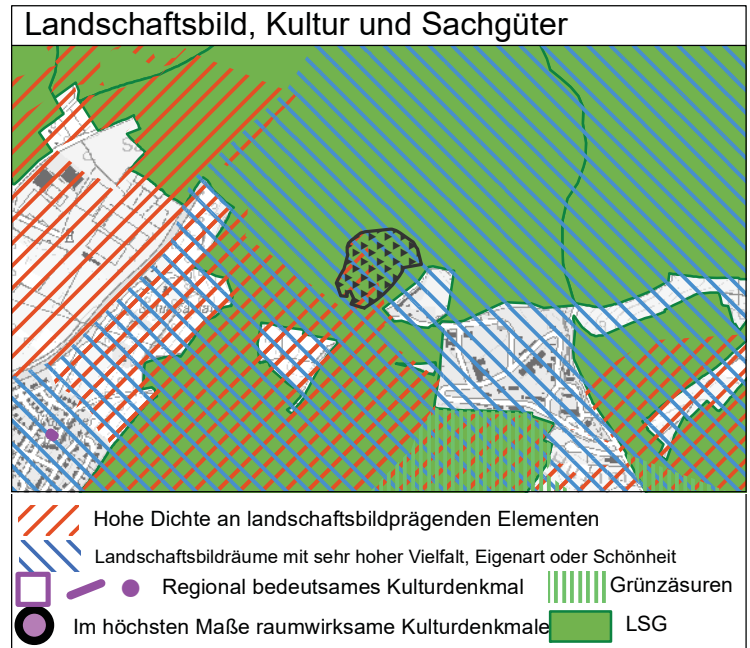 Landschaftsbild, Kultur und Sachgüter
Hohe Dichte an landschaftsbildprägenden Elementen
Landschaftsbildräume mit sehr hoher Vielfalt, Eigenart oder Schönheit
Regional bedeutsames Kulturdenkmal
Grünzäsuren
Im höchsten Maße raumwirksame Kulturdenkmale
LSG